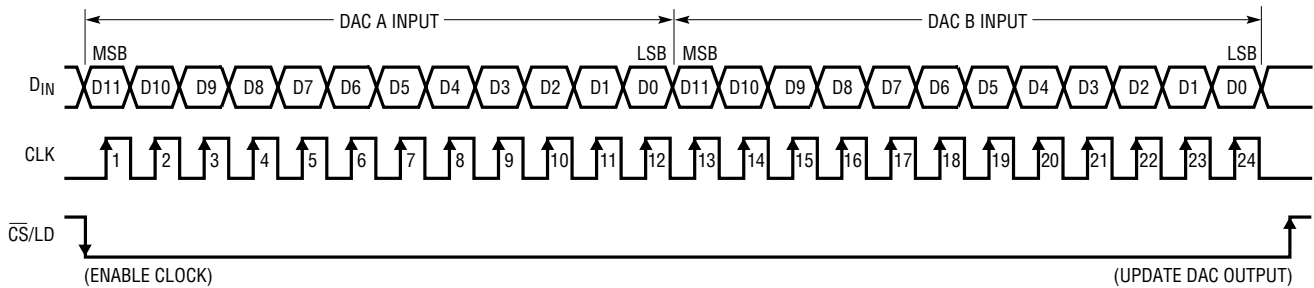 DAC A INPUT DAC B INPUT
MSB LSB MSB LSB
DIN D11 D10 D9 D8 D7 D6 D5 D4 D3 D2 D1 D0 D11 D10 D9 D8 D7 D6 D5 D4 D3 D2 D1 D0
CLK 1 2 3 4 5 6 7 8 9 10 11 12 13 14 15 16 17 18 19 20 21 22 23 24
C̅S̅/LD
(ENABLE CLOCK) (UPDATE DAC OUTPUT)